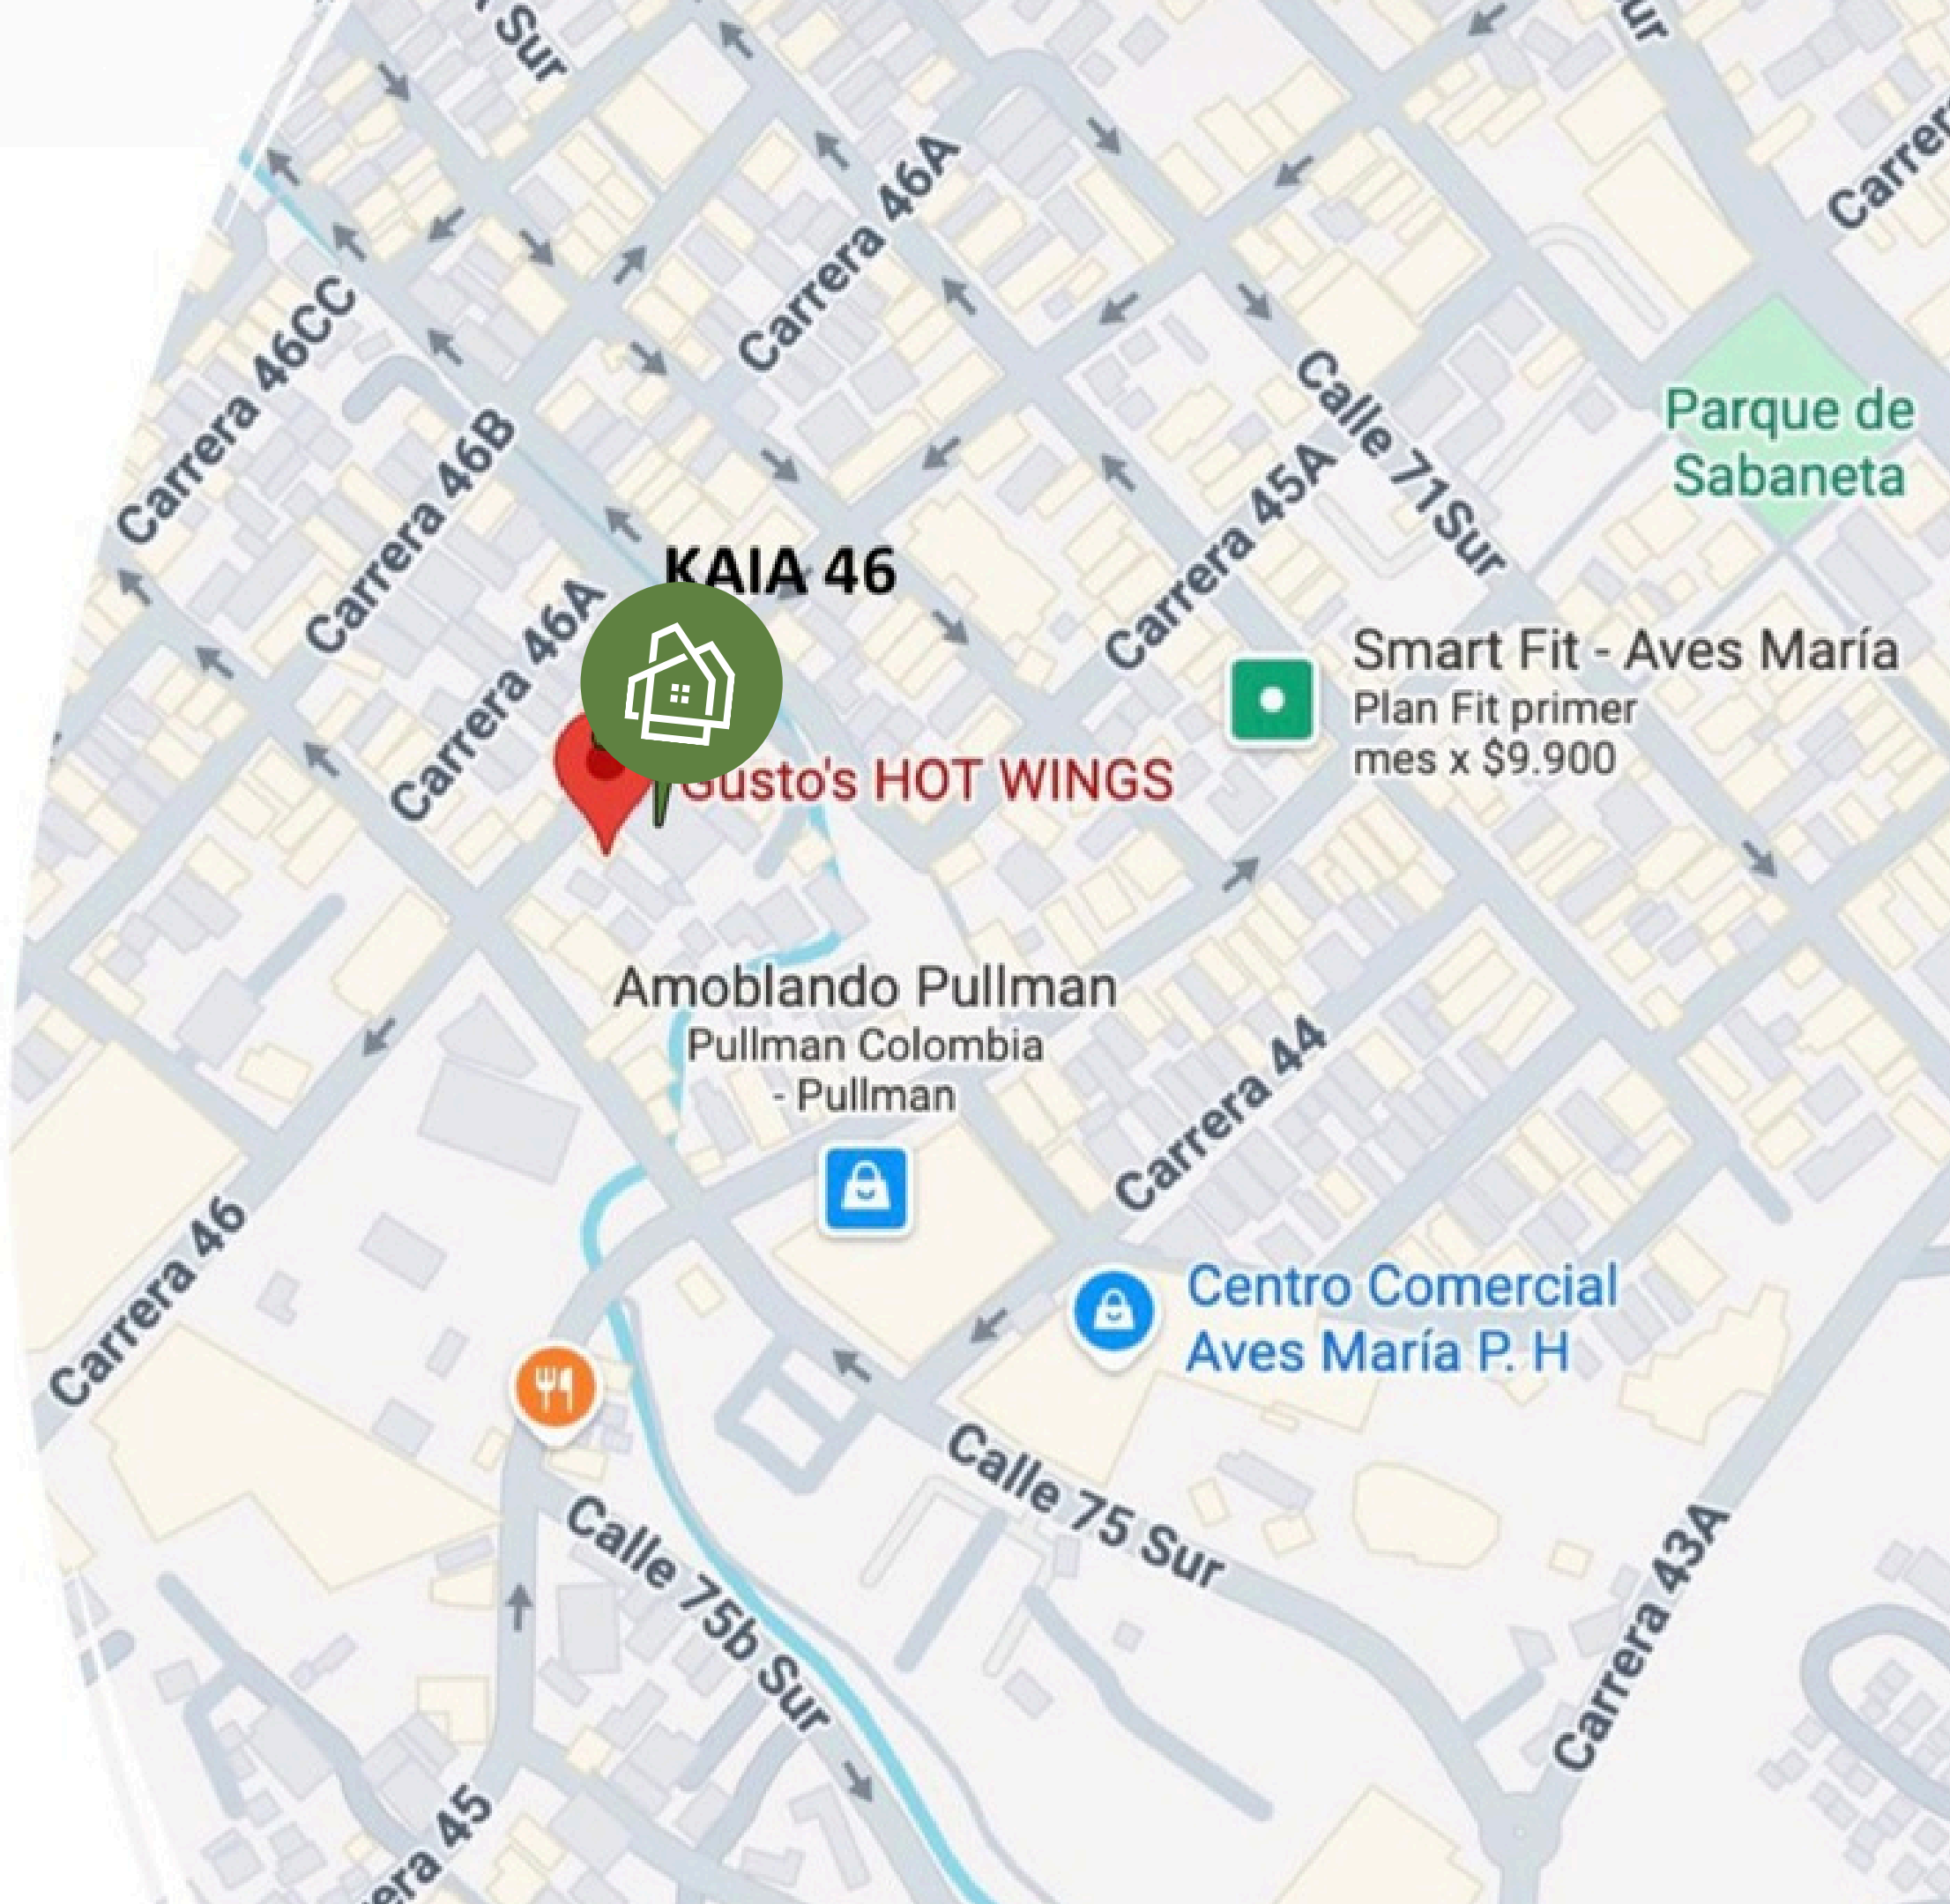 Sur
Carrera 46A
Carrera 46CC
Carrera 46B
Calle 71 Sur
Parque de
Sabaneta
Carrera 45A
KAIA 46
Carrera 46A
Smart Fit - Aves María
Plan Fit primer
mes x $9.900
Gusto's HOT WINGS
Amoblando Pullman
Pullman Colombia
- Pullman
Carrera 44
Carrera 46
Centro Comercial
Aves María P. H
Calle 75 Sur
Calle 75b Sur
Carrera 43A